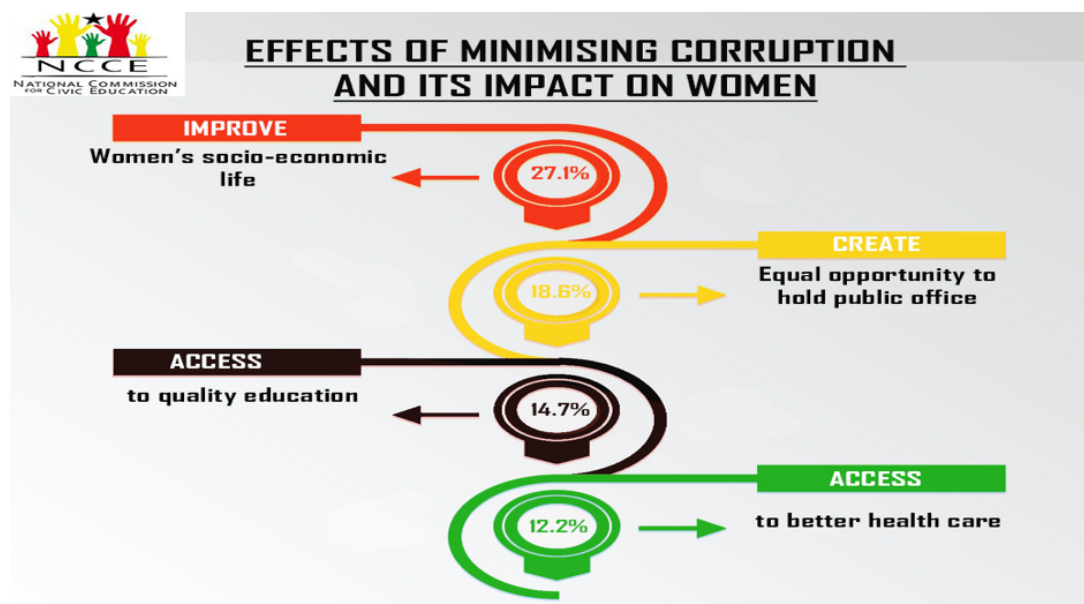 NCCE
NATIONAL COMMISSION
FOR CIVIC EDUCATION
EFFECTS OF MINIMISING CORRUPTION
AND ITS IMPACT ON WOMEN
IMPROVE
Women's socio-economic
life
27.1%
CREATE
Equal opportunity to
hold public office
18.6%
ACCESS
to quality education
14.7%
ACCESS
to better health care
12.2%